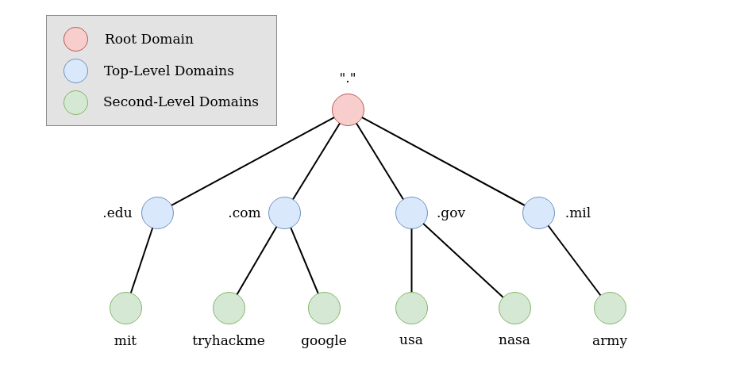 Root Domain
Top-Level Domains
Second-Level Domains
"."
.edu
.com
.gov
.mil
mit
tryhackme
google
usa
nasa
army